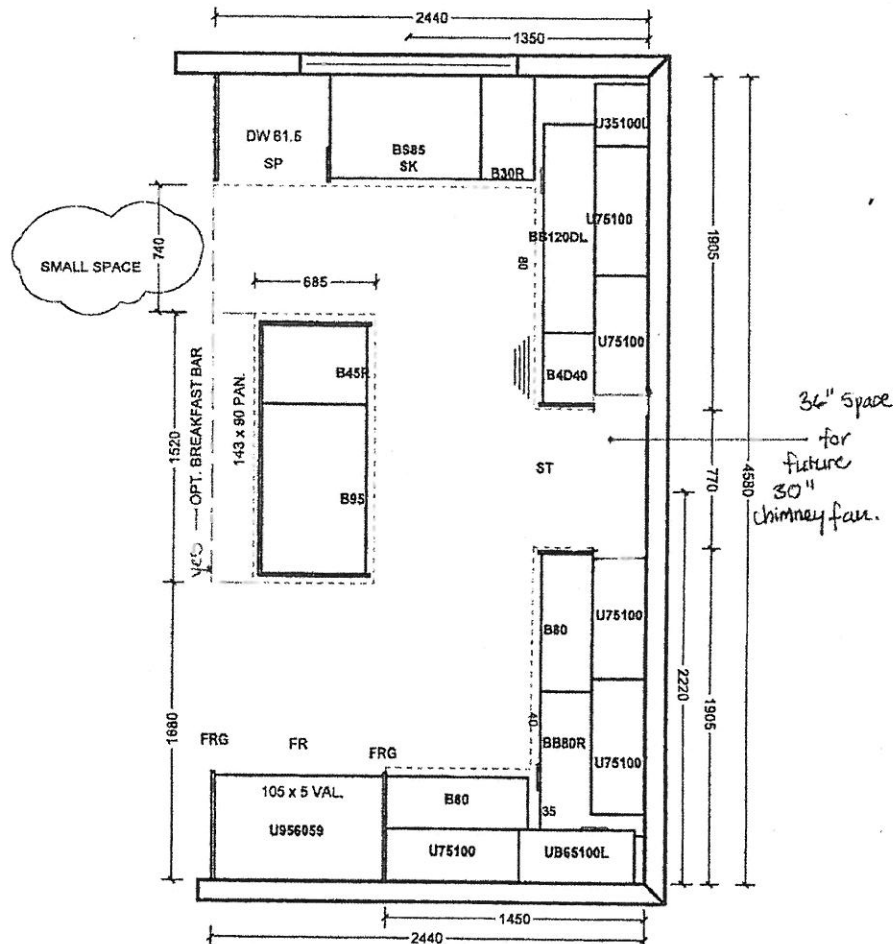 2440
1350
DW 61.5
SP
BS85
SK
B30R
U35100L
U75100
BB120DL
80
U75100
B4D40
1905
740
SMALL SPACE
685
B45R
143 x 90 PAN.
OPT. BREAKFAST BAR
YES
1520
B95
ST
36" Space
for
future
30"
chimney fan.
770
4580
U75100
B80
2220
1905
U75100
BB80R
40
35
1680
FRG
FR
FRG
105 x 5 VAL.
U956059
B80
U75100
UB65100L
1450
2440